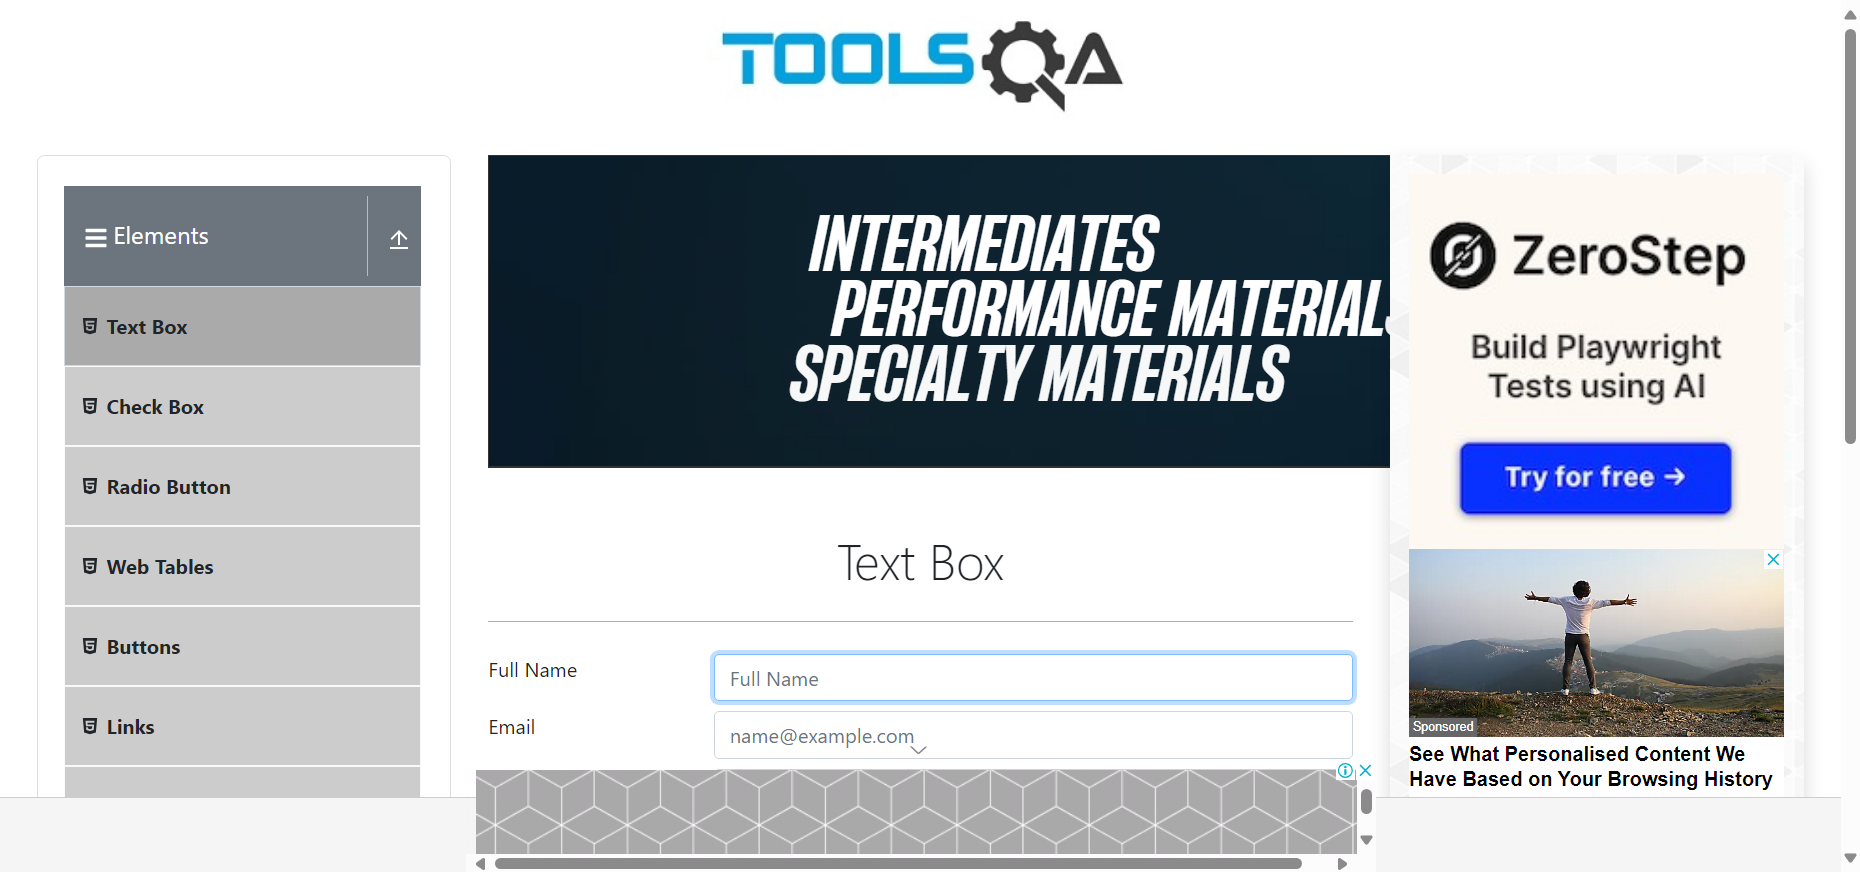 TOOLSQA
Elements
Text Box
Check Box
Radio Button
Web Tables
Buttons
Links
INTERMEDIATES
PERFORMANCE MATERIALS
SPECIALTY MATERIALS
Text Box
Full Name
Full Name
Email
name@example.com
ZeroStep
Build Playwright
Tests using AI
Try for free →
Sponsored
See What Personalised Content We
Have Based on Your Browsing History